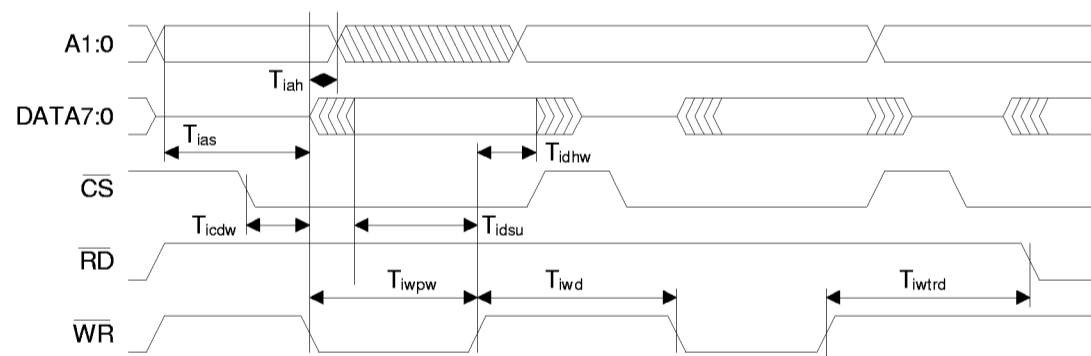 A1:0
Tiah
DATA7:0
Tias
Tidhw
CS
Ticdw
Tidsu
RD
Tiwpw
Tiwd
Tiwtrd
WR